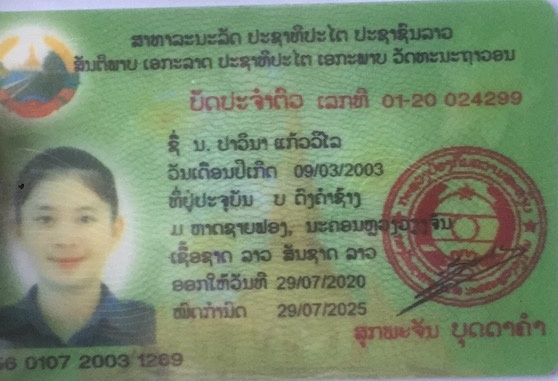 ສາທາລະນະລັດ ປະຊາທິປະໄຕ ປະຊາຊົນລາວ
ສັນຕິພາບ ເອກະລາດ ປະຊາທິປະໄຕ ເອກະພາບ ວັດທະນະຖາວອນ
ບັດປະຈຳຕົວ ເລກທີ 01-20 024299
ຊື່ ນ. ປາວິນາ ແກ້ວວິໄລ
ວັນເດືອນປີເກີດ 09/03/2003
ທີ່ຢູ່ປະຈຸບັນ ບ ດົງຄຳຊ້າງ
ມ ຫາດຊາຍຟອງ, ນະຄອນຫຼວງວຽງຈັນ
ເຊື້ອຊາດ ລາວ ສັນຊາດ ລາວ
ອອກໃຫ້ວັນທີ 29/07/2020
ໝົດກຳນົດ 29/07/2025
ສຸກພະຈັນ ບຸດດາຄຳ
56 0107 2003 1269